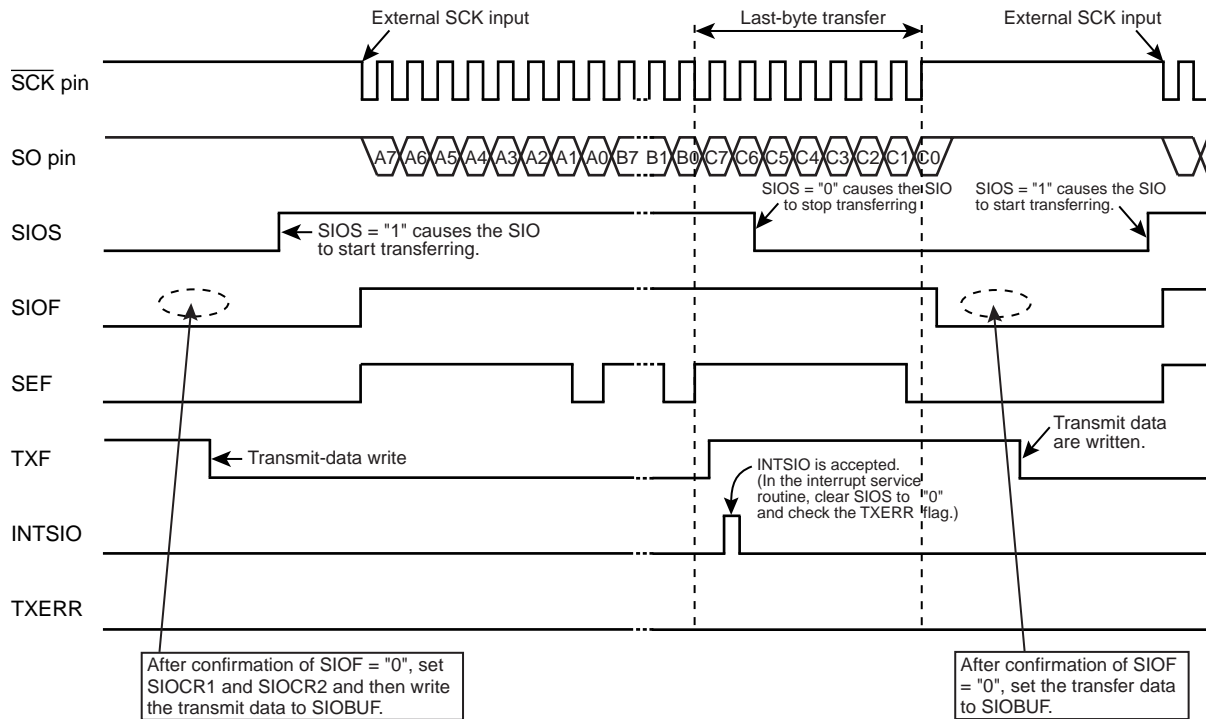 External SCK input
Last-byte transfer
External SCK input
SCK pin
SO pin
A7 A6 A5 A4 A3 A2 A1 A0 B7 B1 B0 C7 C6 C5 C4 C3 C2 C1 C0
SIOS = "0" causes the SIO
to stop transferring
SIOS = "1" causes the SIO
to start transferring.
SIOS
SIOS = "1" causes the SIO
to start transferring.
SIOF
SEF
TXF
Transmit-data write
Transmit data
are written.
INTSIO is accepted.
(In the interrupt service
routine, clear SIOS to "0"
and check the TXERR flag.)
INTSIO
TXERR
After confirmation of SIOF = "0", set
SIOCR1 and SIOCR2 and then write
the transmit data to SIOBUF.
After confirmation of SIOF
= "0", set the transfer data
to SIOBUF.